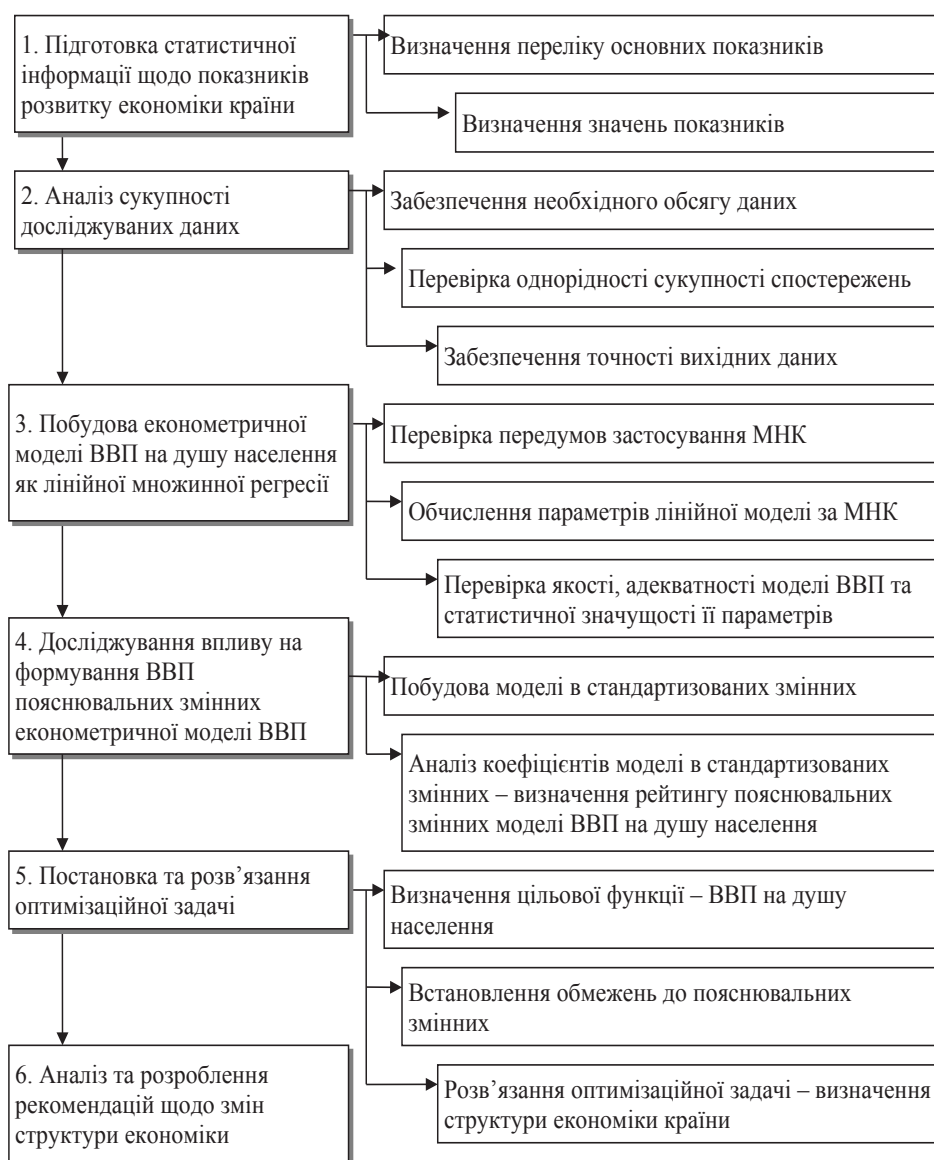 1. Підготовка статистичної
інформації щодо показників
розвитку економіки країни
Визначення переліку основних показників
Визначення значень показників
2. Аналіз сукупності
досліджуваних даних
Забезпечення необхідного обсягу даних
Перевірка однорідності сукупності спостережень
Забезпечення точності вихідних даних
3. Побудова економетричної
моделі ВВП на душу населення
як лінійної множинної регресії
Перевірка передумов застосування МНК
Обчислення параметрів лінійної моделі за МНК
Перевірка якості, адекватності моделі ВВП та
статистичної значущості її параметрів
4. Досліджування впливу на
формування ВВП
пояснювальних змінних
економетричної моделі ВВП
Побудова моделі в стандартизованих змінних
Аналіз коефіцієнтів моделі в стандартизованих
змінних – визначення рейтингу пояснювальних
змінних моделі ВВП на душу населення
5. Постановка та розв’язання
оптимізаційної задачі
Визначення цільової функції – ВВП на душу
населення
Встановлення обмежень до пояснювальних
змінних
Розв’язання оптимізаційної задачі – визначення
структури економіки країни
6. Аналіз та розроблення
рекомендацій щодо змін
структури економіки